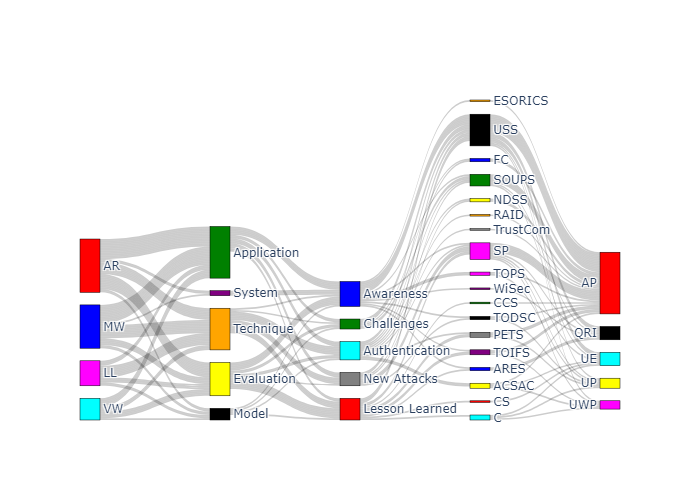 AR
MW
LL
VW
Application
System
Technique
Evaluation
Model
Awareness
Challenges
Authentication
New Attacks
Lesson Learned
ESORICS
USS
FC
SOUPS
NDSS
RAID
TrustCom
SP
TOPS
WiSec
CCS
TODSC
PETS
TOIFS
ARES
ACSAC
CS
C
AP
QRI
UE
UP
UWP